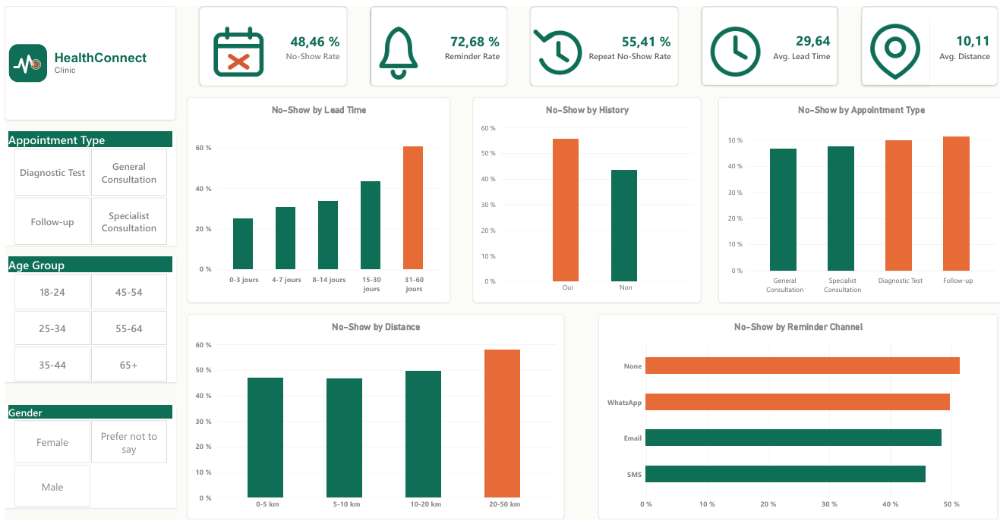 HealthConnect
Clinic
48,46 %
No-Show Rate
72,68 %
Reminder Rate
55,41 %
Repeat No-Show Rate
29,64
Avg. Lead Time
10,11
Avg. Distance
Appointment Type
Diagnostic Test
General
Consultation
Follow-up
Specialist
Consultation
Age Group
18-24
45-54
25-34
55-64
35-44
65+
Gender
Female
Prefer not to
say
Male
No-Show by Lead Time
60 %
40 %
20 %
0 %
0-3 jours
4-7 jours
8-14 jours
15-30
jours
31-60
jours
No-Show by History
60 %
50 %
40 %
30 %
20 %
10 %
0 %
Oui
Non
No-Show by Appointment Type
50 %
40 %
30 %
20 %
10 %
0 %
General
Consultation
Specialist
Consultation
Diagnostic Test
Follow-up
No-Show by Distance
60 %
50 %
40 %
30 %
20 %
10 %
0 %
0-5 km
5-10 km
10-20 km
20-50 km
No-Show by Reminder Channel
None
WhatsApp
Email
SMS
0 %
10 %
20 %
30 %
40 %
50 %